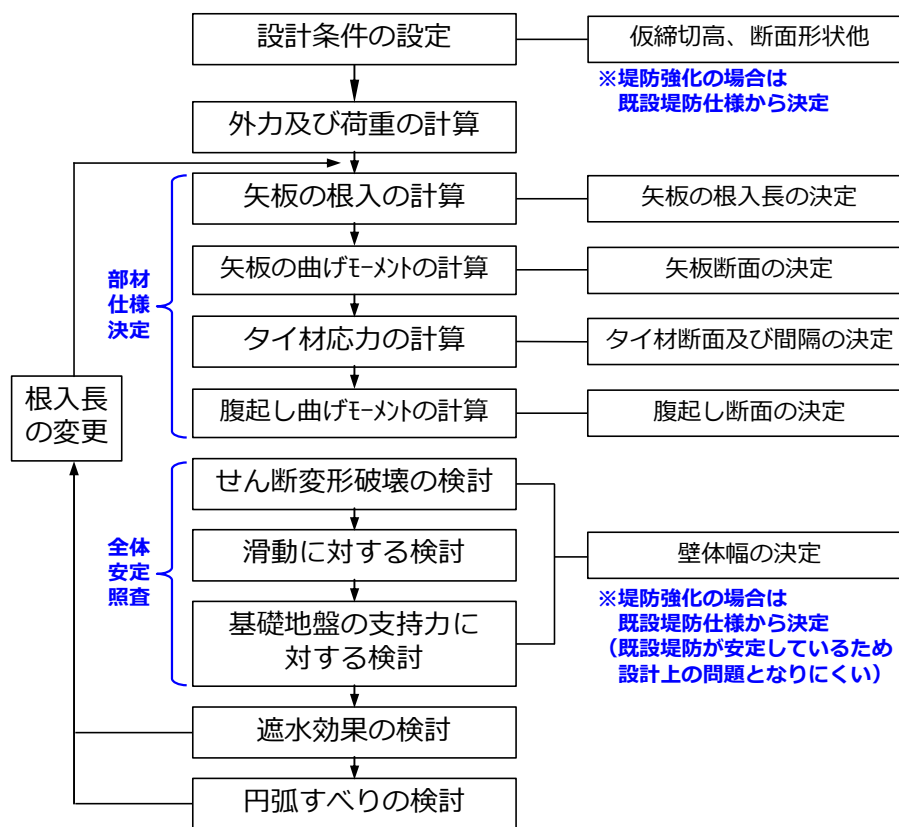 設計条件の設定
仮締切高、断面形状他
※堤防強化の場合は
既設堤防仕様から決定
外力及び荷重の計算
矢板の根入の計算
矢板の根入長の決定
矢板の曲げﾓｰﾒﾝﾄの計算
矢板断面の決定
部材
仕様
決定
タイ材応力の計算
タイ材断面及び間隔の決定
腹起し曲げﾓｰﾒﾝﾄの計算
腹起し断面の決定
根入長
の変更
せん断変形破壊の検討
滑動に対する検討
全体
安定
照査
壁体幅の決定
※堤防強化の場合は
既設堤防仕様から決定
（既設堤防が安定しているため
設計上の問題となりにくい）
基礎地盤の支持力に
対する検討
遮水効果の検討
円弧すべりの検討